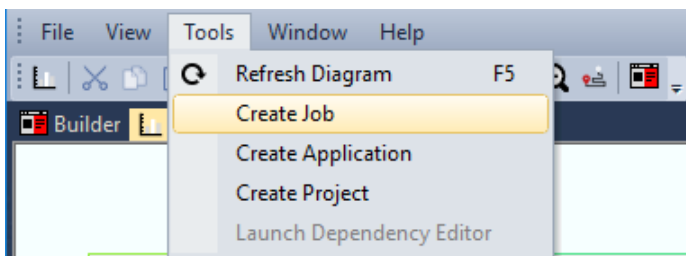 File View Tools Window Help
Refresh Diagram F5
Create Job
Builder
Create Application
Create Project
Launch Dependency Editor